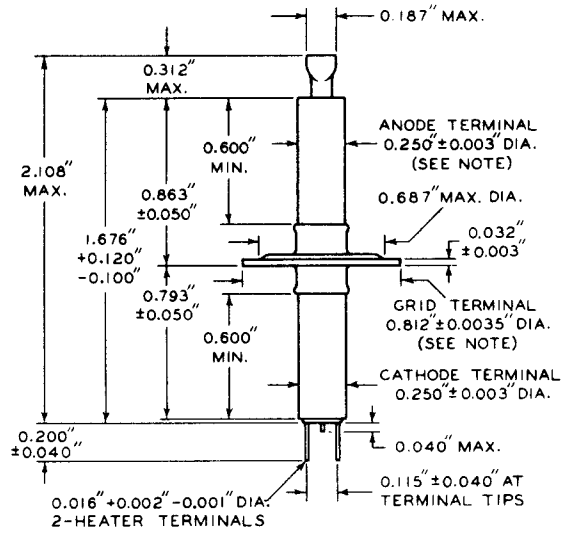 0.187" MAX.
0.312"
MAX.
2.108"
MAX.
0.600"
MIN.
ANODE TERMINAL
0.250"±0.003" DIA.
(SEE NOTE)
0.863"
±0.050"
0.687" MAX. DIA.
1.676"
+0.120"
-0.100"
0.032"
±0.003"
0.793"
±0.050"
GRID TERMINAL
0.812"±0.0035" DIA.
(SEE NOTE)
0.600"
MIN.
CATHODE TERMINAL
0.250"±0.003" DIA.
0.200"
±0.040"
0.040" MAX.
0.016"+0.002"-0.001" DIA.
2-HEATER TERMINALS
0.115"±0.040" AT
TERMINAL TIPS